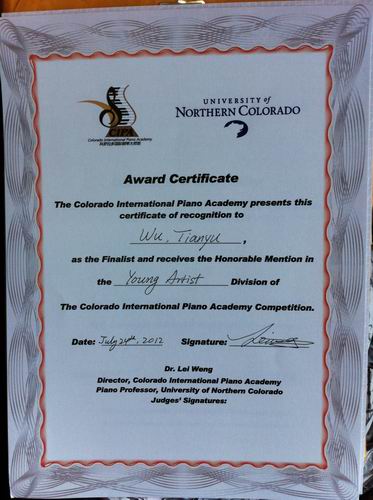 CIPA
Colorado International Piano Academy
UNIVERSITY of
NORTHERN COLORADO
Award Certificate
The Colorado International Piano Academy presents this
certificate of recognition to
Wu, Tianyu,
as the Finalist and receives the Honorable Mention in
the Young Artist Division of
The Colorado International Piano Academy Competition.
Date: July 24th, 2012 Signature:
Dr. Lei Weng
Director, Colorado International Piano Academy
Piano Professor, University of Northern Colorado
Judges' Signatures: